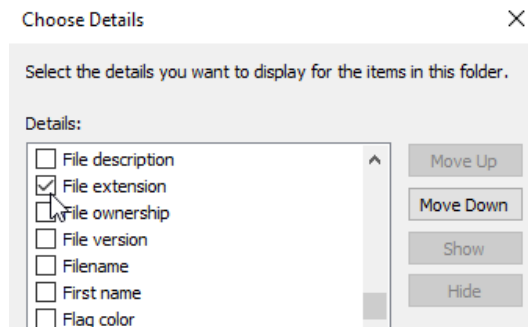 Choose Details
Select the details you want to display for the items in this folder.
Details:
File description
File extension
File ownership
File version
Filename
First name
Flag color
Move Up
Move Down
Show
Hide